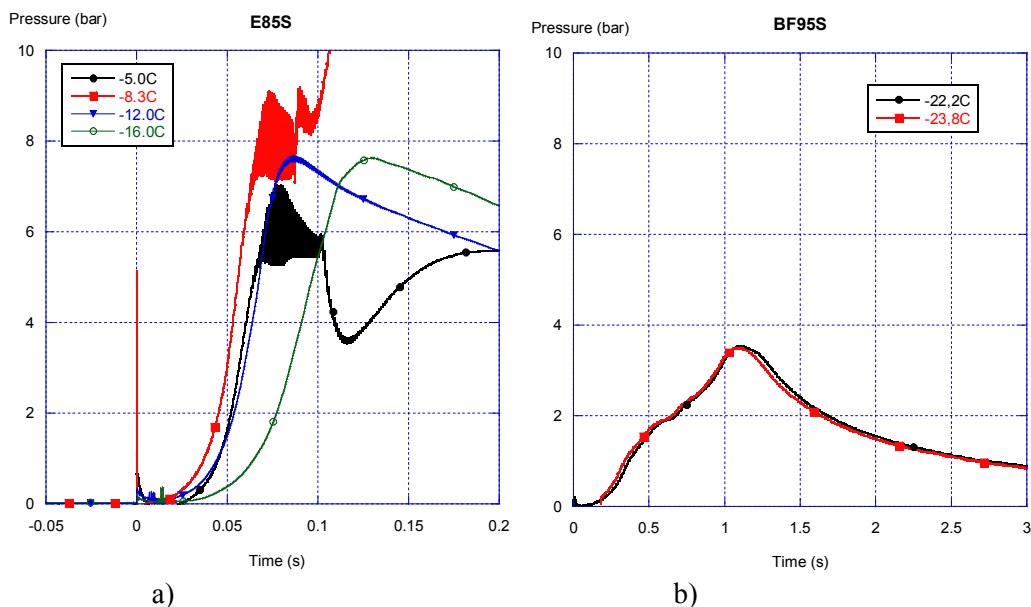 Pressure (bar)
E85S
10
8
6
4
2
0
-5.0C
-8.3C
-12.0C
-16.0C
-0.05 0 0.05 0.1 0.15 0.2
Time (s)
a)
Pressure (bar)
BF95S
10
8
6
4
2
0
-22,2C
-23,8C
0 0.5 1 1.5 2 2.5 3
Time (s)
b)